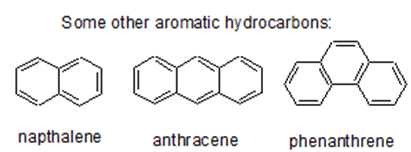 Some other aromatic hydrocarbons:
napthalene
anthracene
phenanthrene